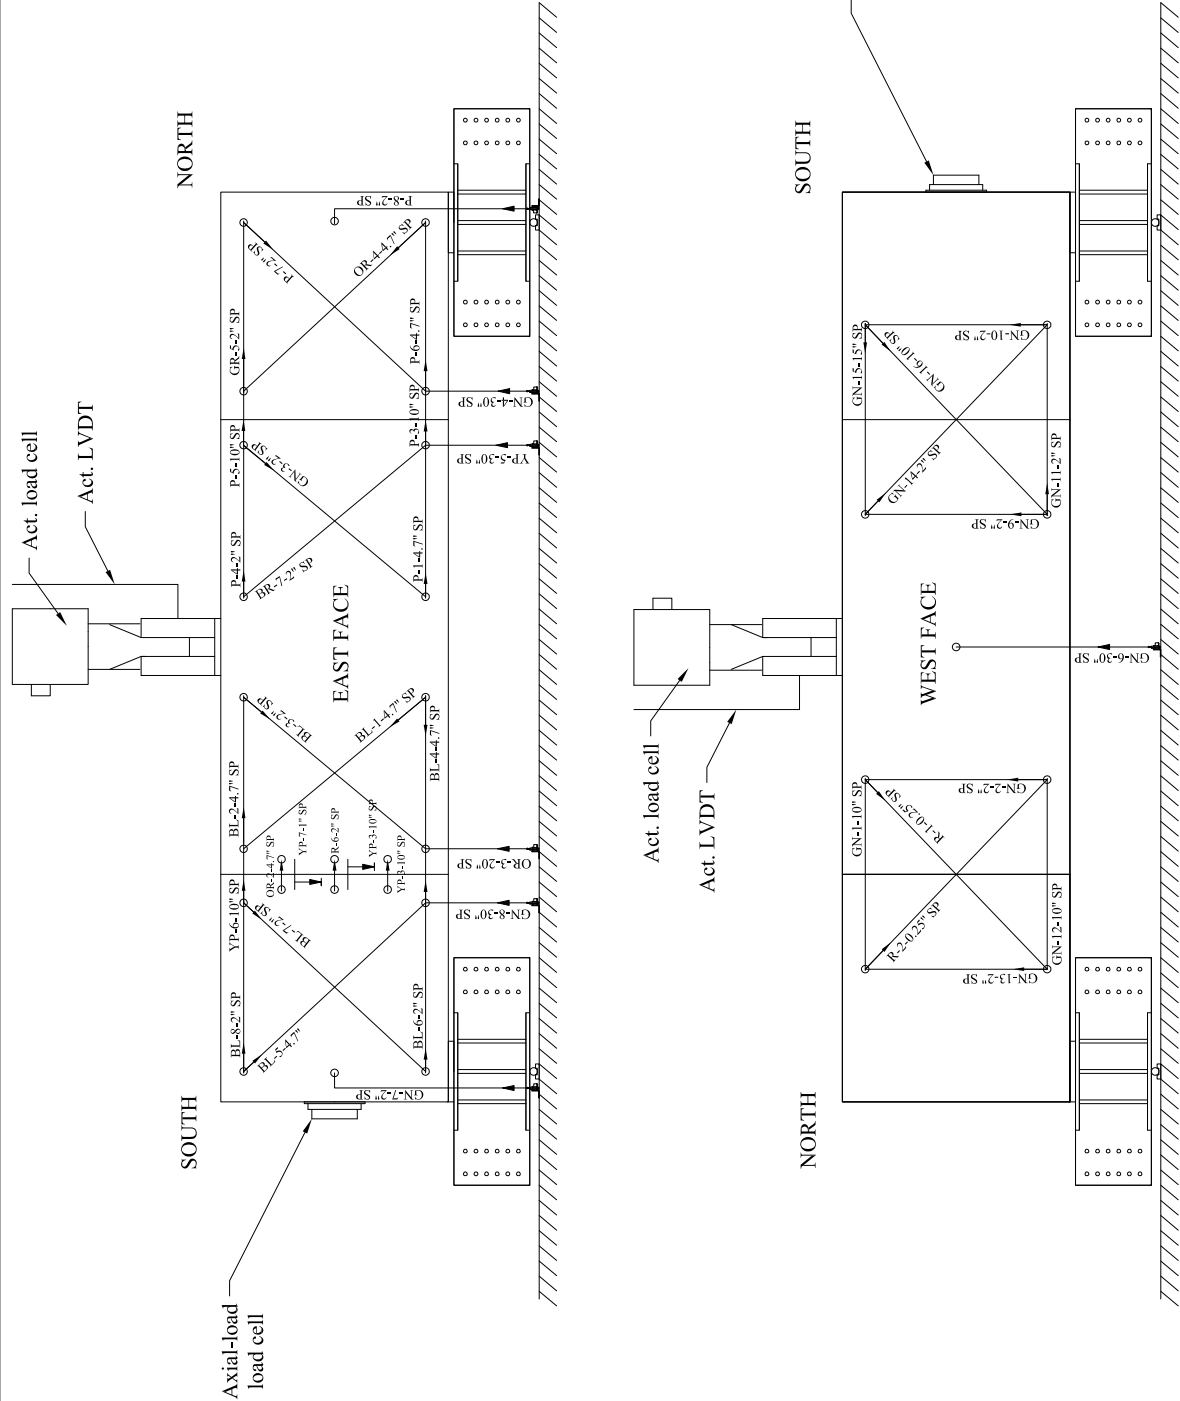 Act. load cell
Act. LVDT
NORTH
SOUTH
EAST FACE
Axial-load
load cell
BL-8-2" SP
YP-6-10" SP
BL-2-4.7" SP
P-4-2" SP
P-5-10" SP
GR-5-2" SP
BL-5-4.7"
BL-7-2" SP
OR-2-4.7" SP
YP-7-1" SP
R-6-2" SP
YP-3-10" SP
YP-3-10" SP
BL-3-2" SP
BL-1-4.7" SP
BR-7-2" SP
GN-3-2" SP
P-7-2" SP
OR-4-4.7" SP
BL-6-2" SP
BL-4-4.7" SP
P-1-4.7" SP
P-3-10" SP
P-6-4.7" SP
GN-7-2" SP
GN-8-30" SP
OR-3-20" SP
YP-5-30" SP
GN-4-30" SP
P-8-2" SP
Act. load cell
Act. LVDT
SOUTH
NORTH
WEST FACE
GN-1-10" SP
GN-15-15" SP
R-2-0.25" SP
R-1-0.25" SP
GN-14-2" SP
GN-16-10" SP
GN-13-2" SP
GN-2-2" SP
GN-9-2" SP
GN-10-2" SP
GN-12-10" SP
GN-11-2" SP
GN-6-30" SP